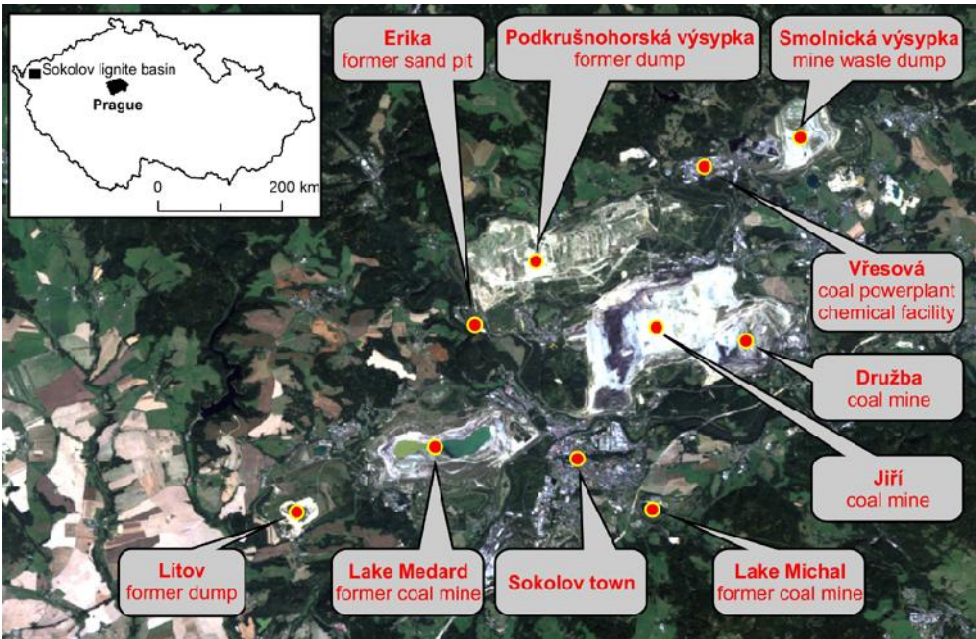 Sokolov lignite basin
Prague
0 200 km
Erika
former sand pit
Podkrušnohorská výsypka
former dump
Smolnická výsypka
mine waste dump
Vřesová
coal powerplant
chemical facility
Družba
coal mine
Jiří
coal mine
Litov
former dump
Lake Medard
former coal mine
Sokolov town
Lake Michal
former coal mine